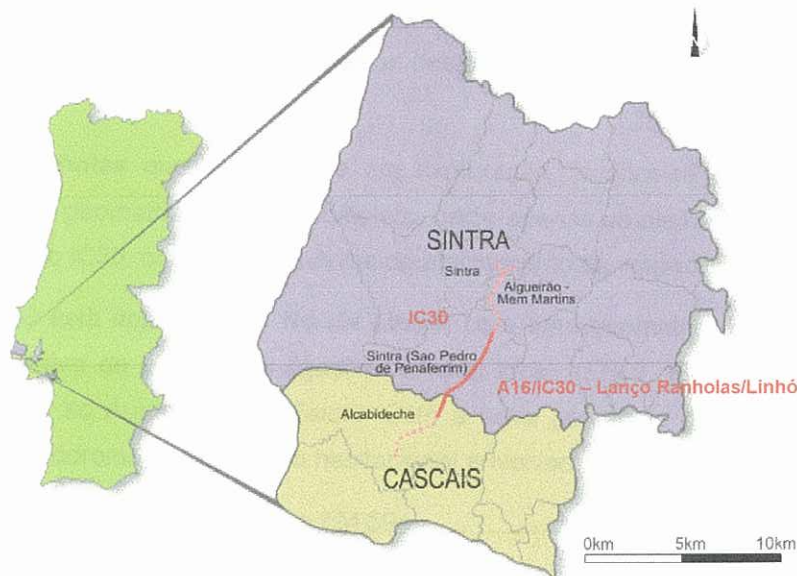 N
SINTRA
Sintra
Algueirão -
Mem Martins
IC30
Sintra (Sao Pedro
de Penaferrim)
A16/IC30 – Lanço Ranholas/Linhó
Alcabideche
CASCAIS
0km 5km 10km